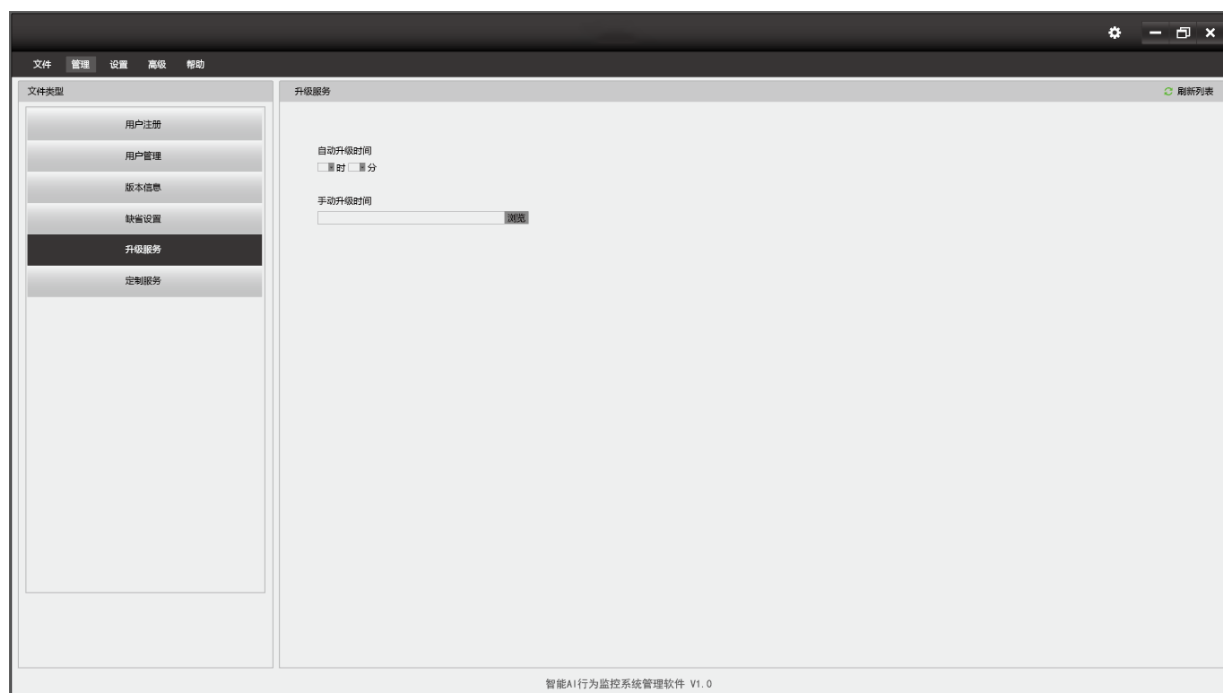 文件 管理 设置 高级 帮助
文件类型
用户注册
用户管理
版本信息
缺省设置
升级服务
定制服务
升级服务 刷新列表
自动升级时间
时 分
手动升级时间
浏览
智能AI行为监控系统管理软件 V1.0